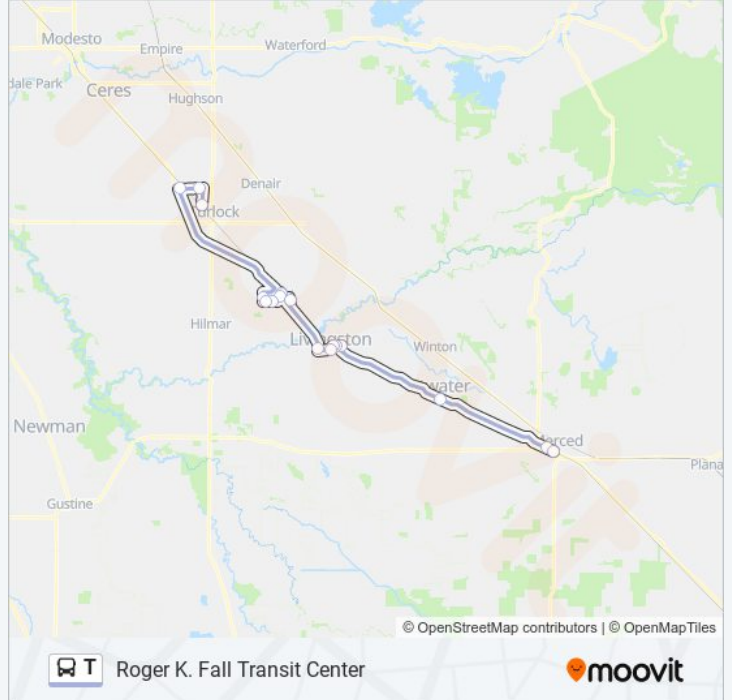 Modesto
Empire
Waterford
dale Park
Ceres
Hughson
Denair
urlock
Hilmar
Livingston
Winton
water
Newman
erced
Plana
Gustine
moovit
© OpenStreetMap contributors | © OpenMapTiles
T Roger K. Fall Transit Center
moovit